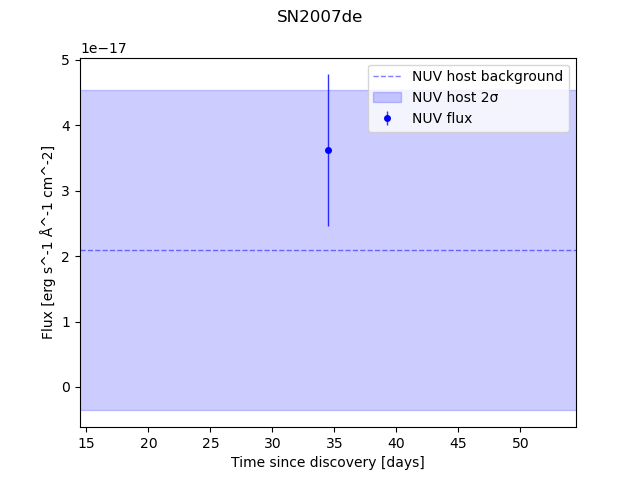 SN2007de
1e−17
NUV host background
NUV host 2σ
NUV flux
5
4
3
2
1
0
Flux [erg s^-1 Å^-1 cm^-2]
15 20 25 30 35 40 45 50
Time since discovery [days]